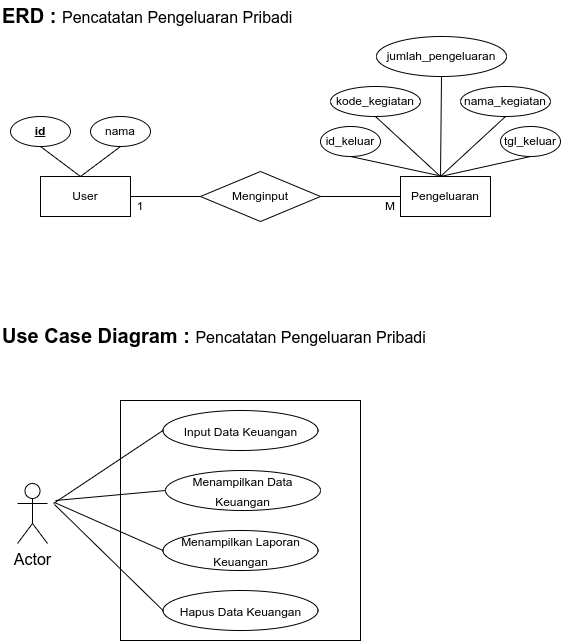 ERD : Pencatatan Pengeluaran Pribadi
jumlah_pengeluaran
kode_kegiatan
nama_kegiatan
id
nama
id_keluar
tgl_keluar
User
Menginput
Pengeluaran
1
M
Use Case Diagram : Pencatatan Pengeluaran Pribadi
Input Data Keuangan
Menampilkan Data
Keuangan
Menampilkan Laporan
Keuangan
Actor
Hapus Data Keuangan